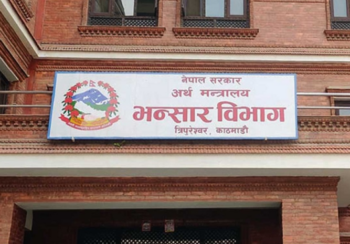 नेपाल सरकार
अर्थ मन्त्रालय
भन्सार विभाग
त्रिपुरेश्वर, काठमाडौं